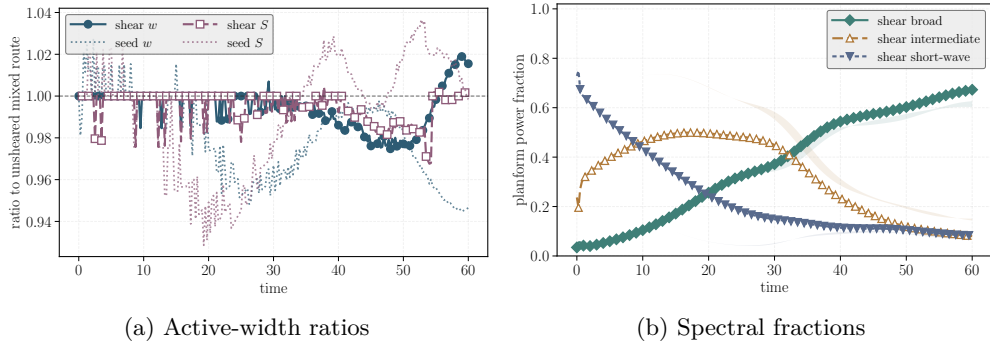 ratio to unsheared mixed route
1.04
1.02
1.00
0.98
0.96
0.94
shear w
seed w
shear S
seed S
0 10 20 30 40 50 60
time
(a) Active-width ratios
planform power fraction
1.0
0.8
0.6
0.4
0.2
0.0
shear broad
shear intermediate
shear short-wave
0 10 20 30 40 50 60
time
(b) Spectral fractions